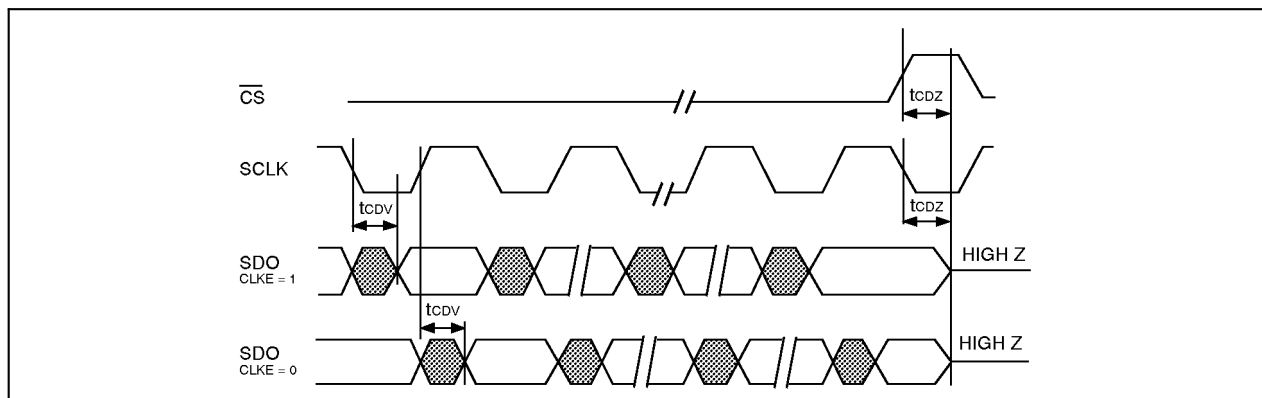 CS
tCDZ
SCLK
tCDV
tCDZ
SDO
CLKE = 1
HIGH Z
tCDV
SDO
CLKE = 0
HIGH Z